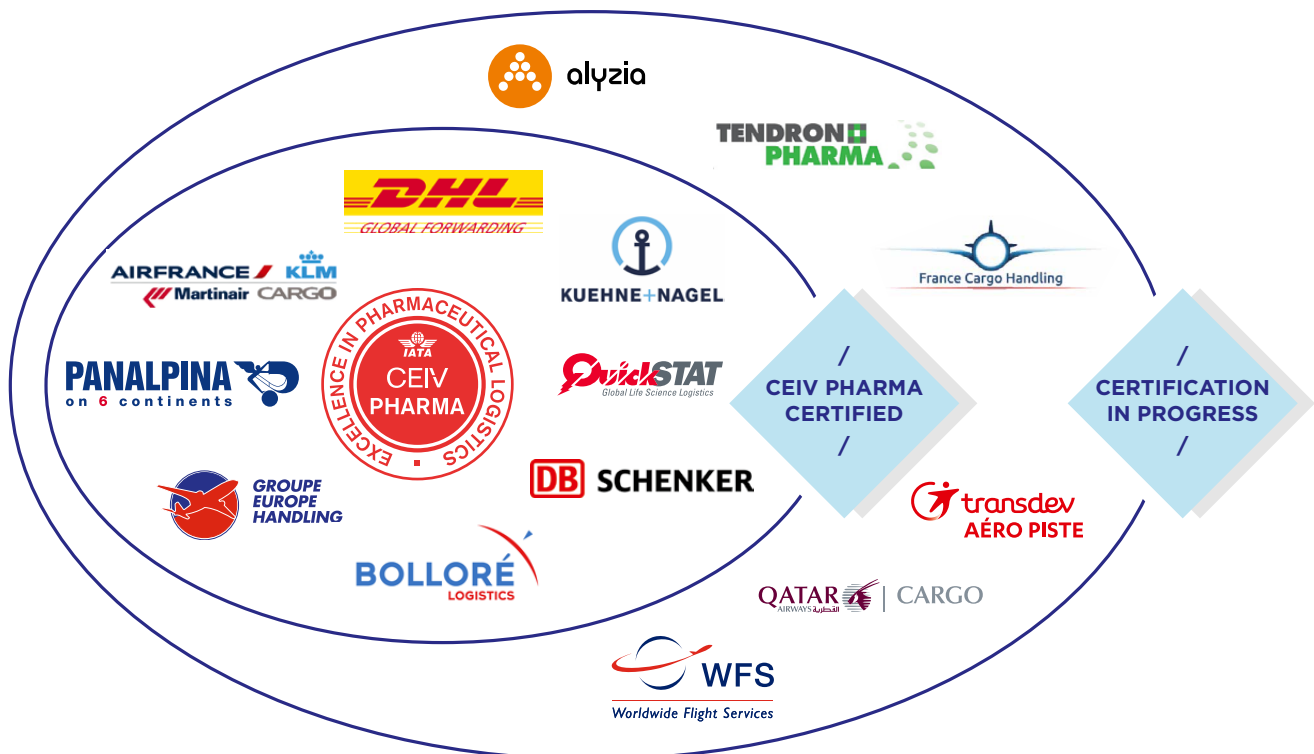 alyzia
TENDRON
PHARMA
DHL
GLOBAL FORWARDING
KUEHNE+NAGEL
France Cargo Handling
AIRFRANCE KLM
Martinair CARGO
EXCELLENCE IN PHARMACEUTICAL LOGISTICS
IATA
CEIV
PHARMA
PANALPINA
on 6 continents
QuickSTAT
Global Life Science Logistics
/
CEIV PHARMA
CERTIFIED
/
/
CERTIFICATION
IN PROGRESS
/
DB SCHENKER
GROUPE
EUROPE
HANDLING
transdev
AÉRO PISTE
BOLLORÉ
LOGISTICS
QATAR
AIRWAYS القطرية
CARGO
WFS
Worldwide Flight Services